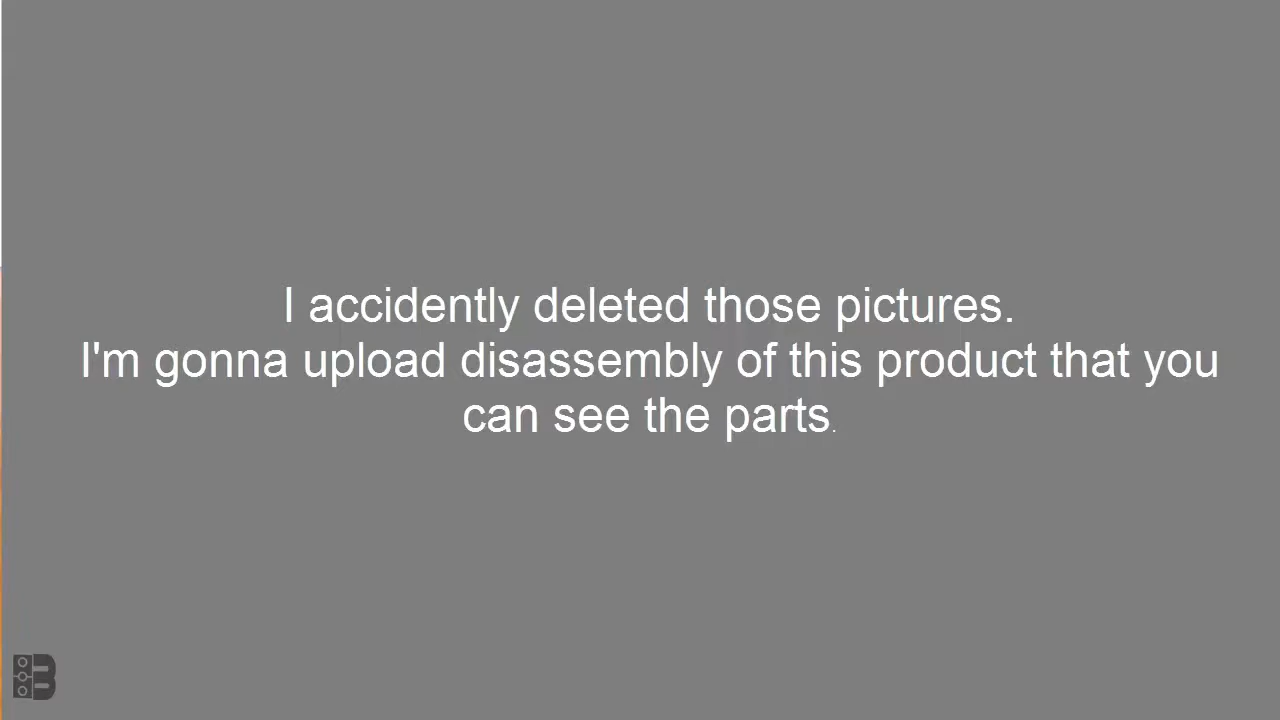 I accidently deleted those pictures.
I'm gonna upload disassembly of this product that you
can see the parts.